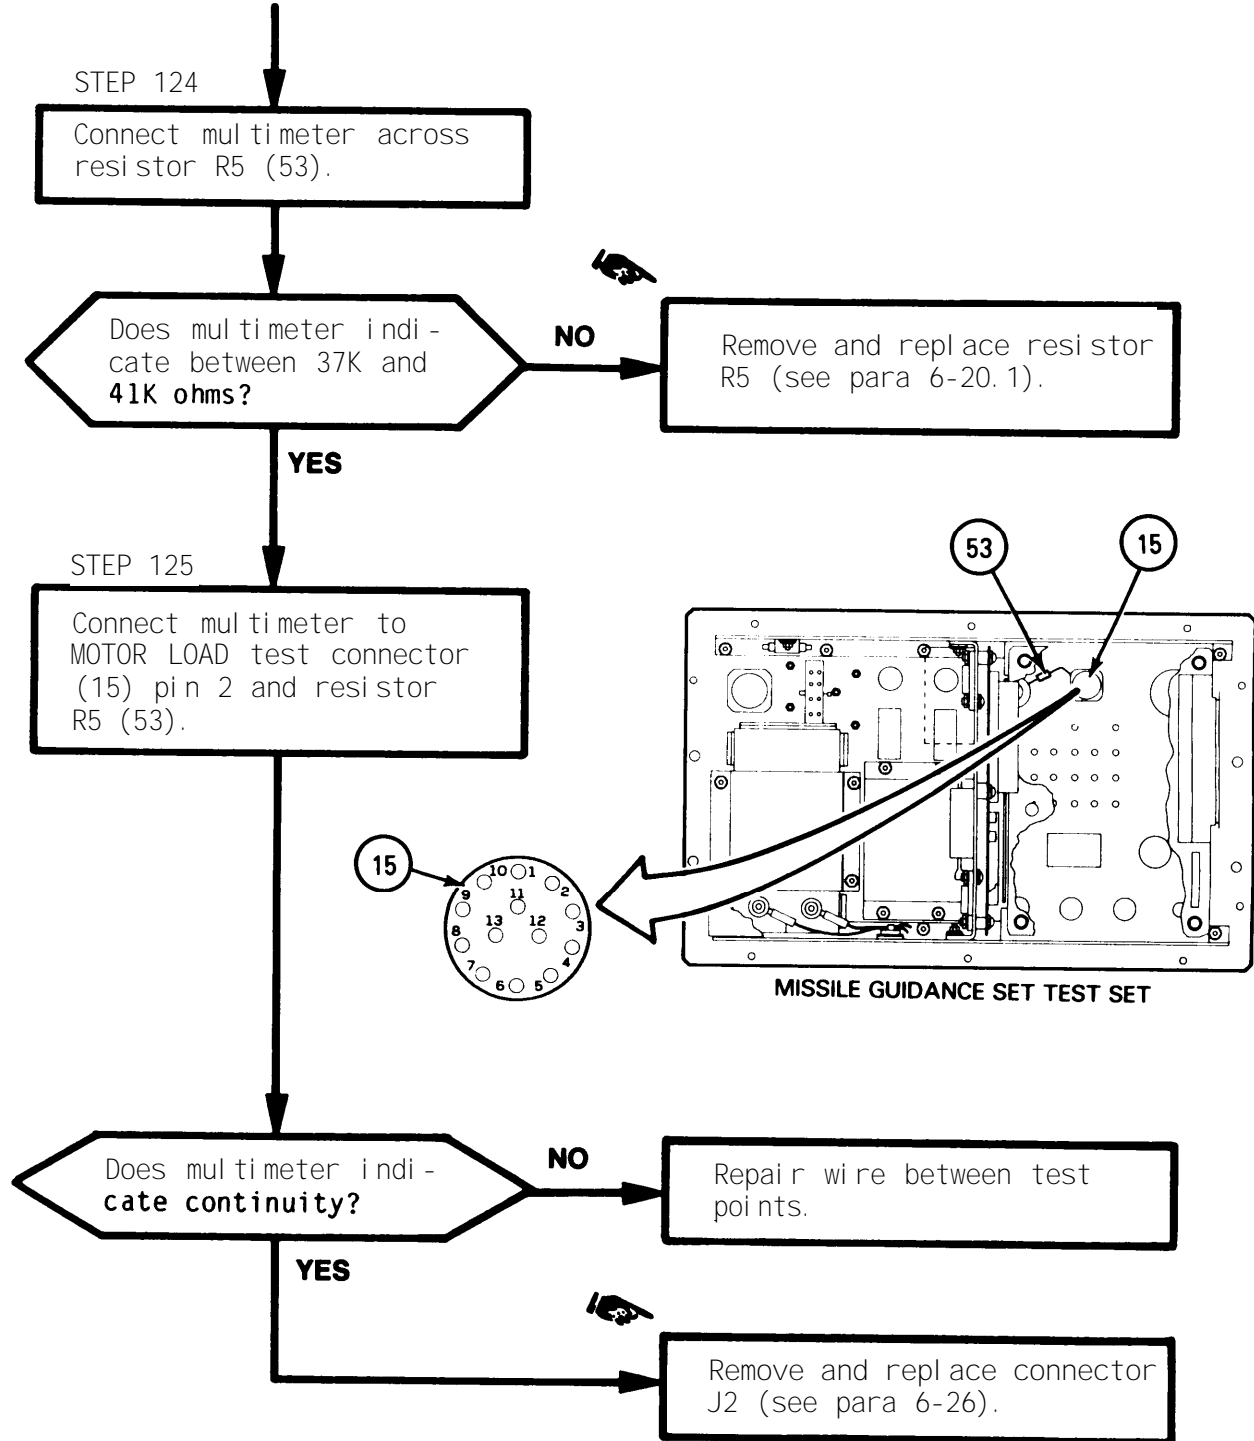 STEP 124
Connect multimeter across
resistor R5 (53).
Does multimeter indi-
cate between 37K and
41K ohms?
NO
Remove and replace resistor
R5 (see para 6-20.1).
YES
STEP 125
Connect multimeter to
MOTOR LOAD test connector
(15) pin 2 and resistor
R5 (53).
53
15
15
10
1
9
2
11
3
13
12
8
4
7
6
5
MISSILE GUIDANCE SET TEST SET
Does multimeter indi-
cate continuity?
NO
Repair wire between test
points.
YES
Remove and replace connector
J2 (see para 6-26).